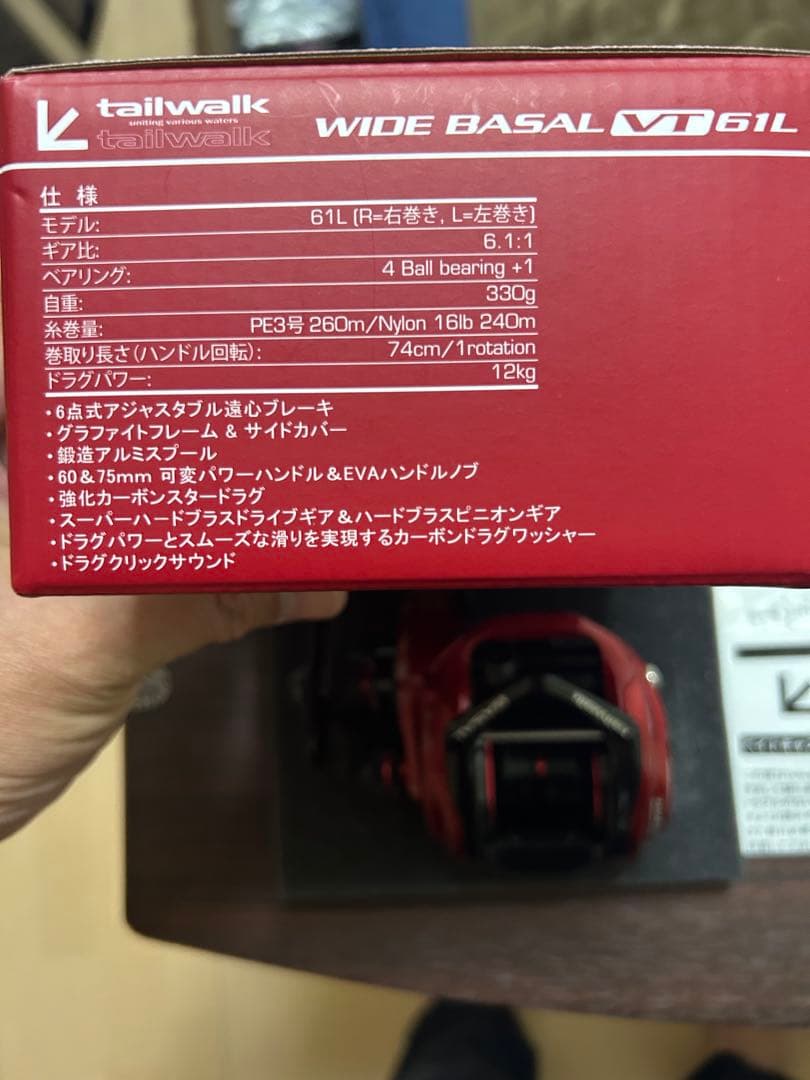 tailwalk
uniting various waters
tailwalk
WIDE BASAL VT 61L
仕様
モデル: 61L (R=右巻き, L=左巻き)
ギア比: 6.1:1
ベアリング: 4 Ball bearing +1
自重: 330g
糸巻量: PE3号 260m/Nylon 16lb 240m
巻取り長さ(ハンドル回転): 74cm/1rotation
ドラグパワー: 12kg
・6点式アジャスタブル遠心ブレーキ
・グラファイトフレーム & サイドカバー
・鍛造アルミスプール
・60&75mm 可変パワーハンドル&EVAハンドルノブ
・強化カーボンスタードラグ
・スーパーハードブラスドライブギア&ハードブラスピニオンギア
・ドラグパワーとスムーズな滑りを実現するカーボンドラグワッシャー
・ドラグクリックサウンド